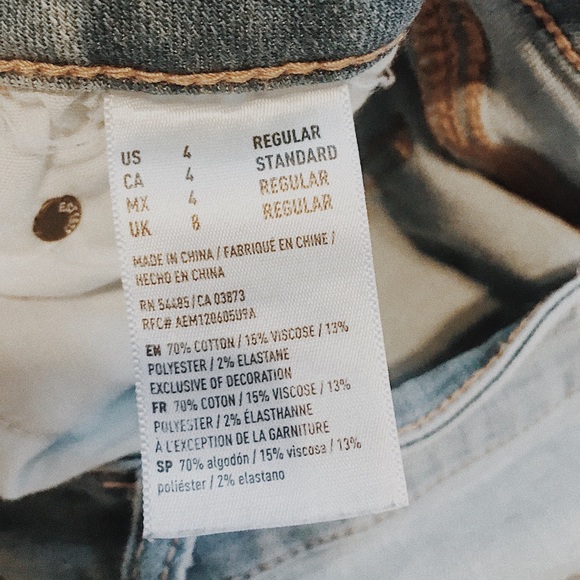 US 4 REGULAR
CA 4 STANDARD
MX 4 REGULAR
UK 8 REGULAR
MADE IN CHINA / FABRIQUÉ EN CHINE /
HECHO EN CHINA
RN 54485 / CA 03873
RFC# AEM120605U9A
EN 70% COTTON / 15% VISCOSE / 13%
POLYESTER / 2% ELASTANE
EXCLUSIVE OF DECORATION
FR 70% COTON / 15% VISCOSE / 13%
POLYESTER / 2% ÉLASTHANNE
À L'EXCEPTION DE LA GARNITURE
SP 70% algodón / 15% viscosa / 13%
poliéster / 2% elastano